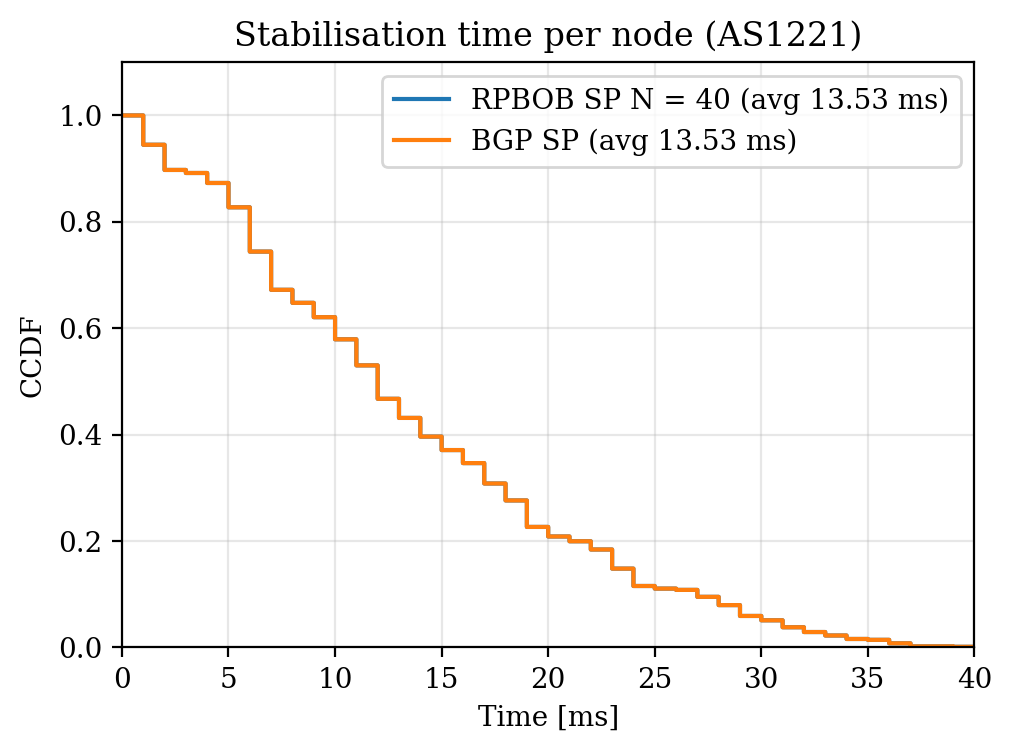 Stabilisation time per node (AS1221)
RPBOB SP N = 40 (avg 13.53 ms)
BGP SP (avg 13.53 ms)
1.0
0.8
0.6
0.4
0.2
0.0
CCDF
0 5 10 15 20 25 30 35 40
Time [ms]